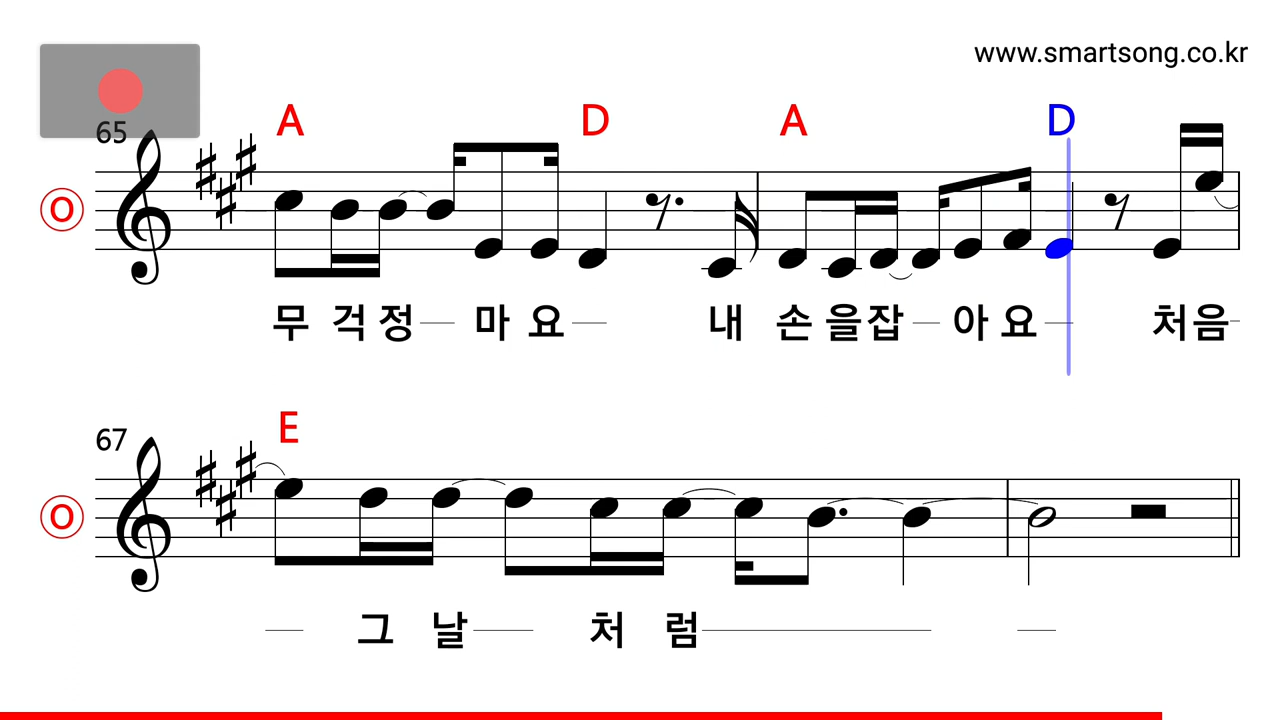 www.smartsong.co.kr
65
A D A D
O
무 걱 정 마 요 내 손 을 잡 아 요 처 음
67
E
O
그 날 처 럼